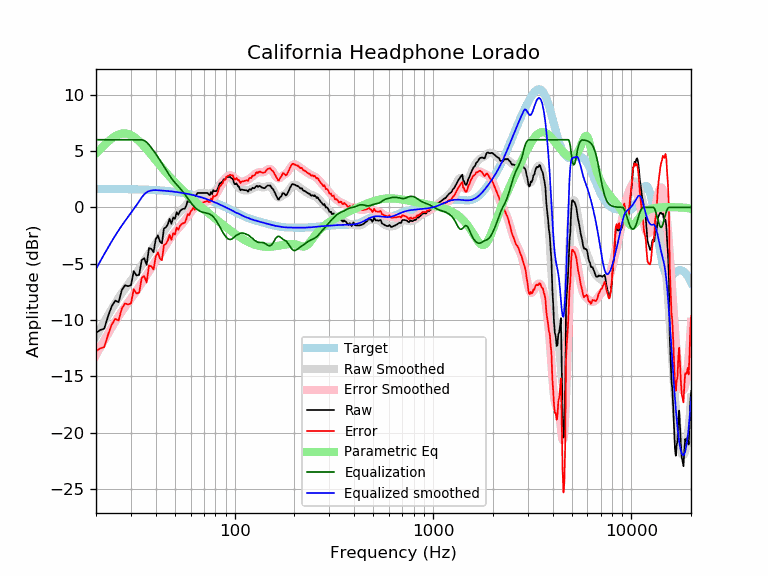 California Headphone Lorado
10
5
0
−5
−10
−15
−20
−25
Amplitude (dBr)
Target
Raw Smoothed
Error Smoothed
Raw
Error
Parametric Eq
Equalization
Equalized smoothed
100
1000
10000
Frequency (Hz)